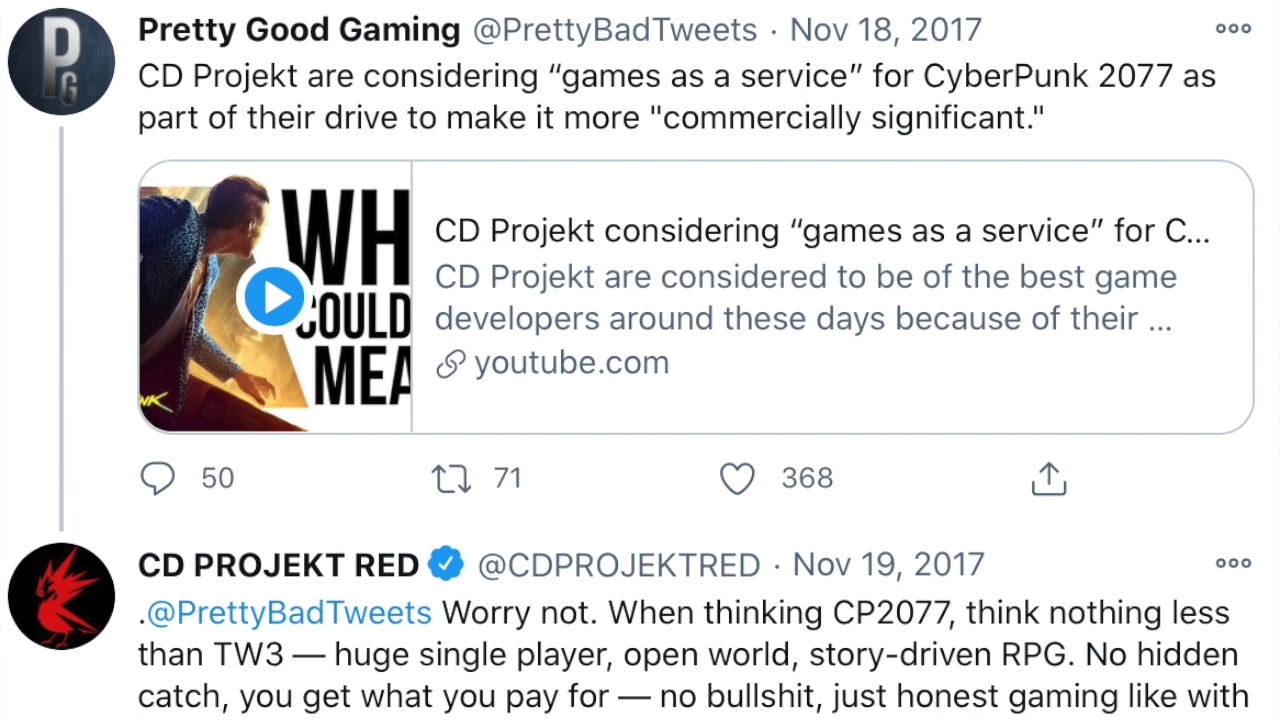 Pretty Good Gaming @PrettyBadTweets · Nov 18, 2017
CD Projekt are considering “games as a service” for CyberPunk 2077 as
part of their drive to make it more "commercially significant."
WH
COULD
MEA
NK
CD Projekt considering “games as a service” for C...
CD Projekt are considered to be of the best game
developers around these days because of their ...
youtube.com
50 71 368
CD PROJEKT RED @CDPROJEKTRED · Nov 19, 2017
.@PrettyBadTweets Worry not. When thinking CP2077, think nothing less
than TW3 — huge single player, open world, story-driven RPG. No hidden
catch, you get what you pay for — no bullshit, just honest gaming like with